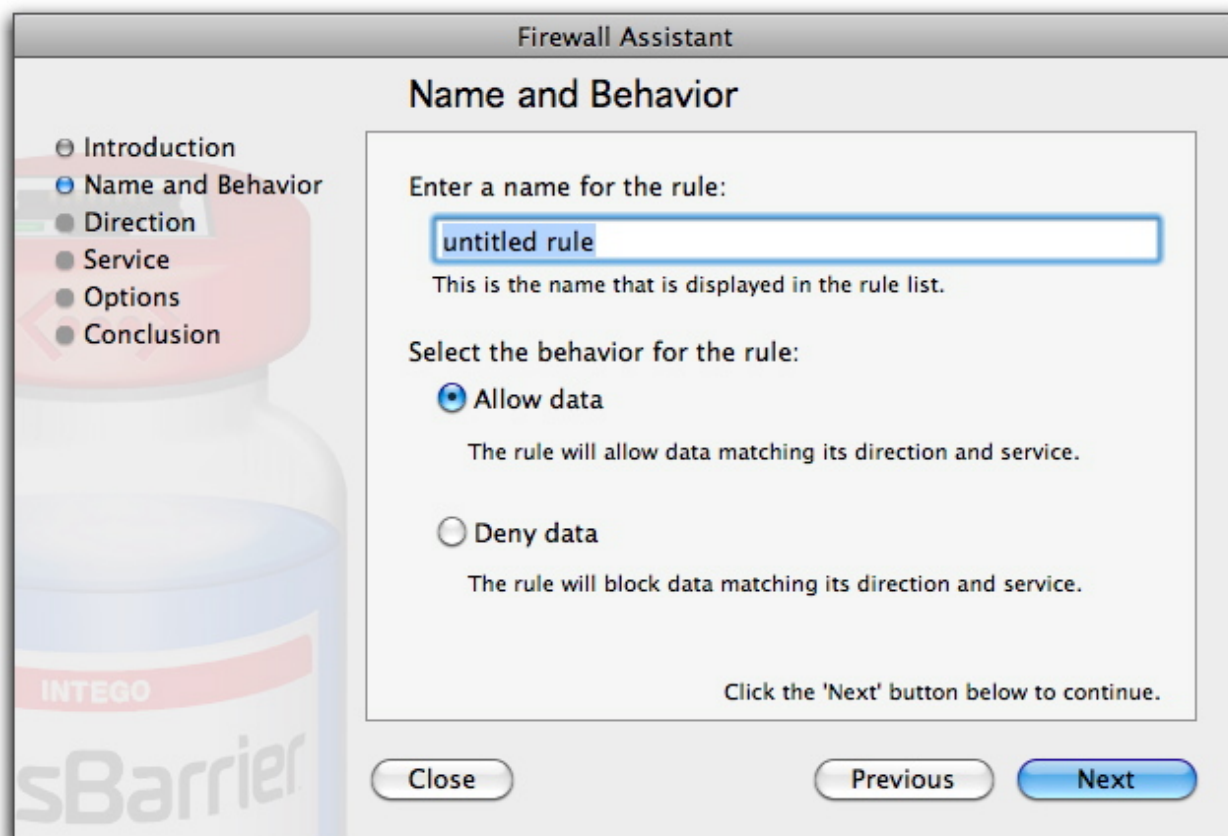 Firewall Assistant
Name and Behavior
Introduction
Name and Behavior
Direction
Service
Options
Conclusion
Enter a name for the rule:
untitled rule
This is the name that is displayed in the rule list.
Select the behavior for the rule:
Allow data
The rule will allow data matching its direction and service.
Deny data
The rule will block data matching its direction and service.
Click the 'Next' button below to continue.
INTEGO
sBarrier
Close
Previous
Next